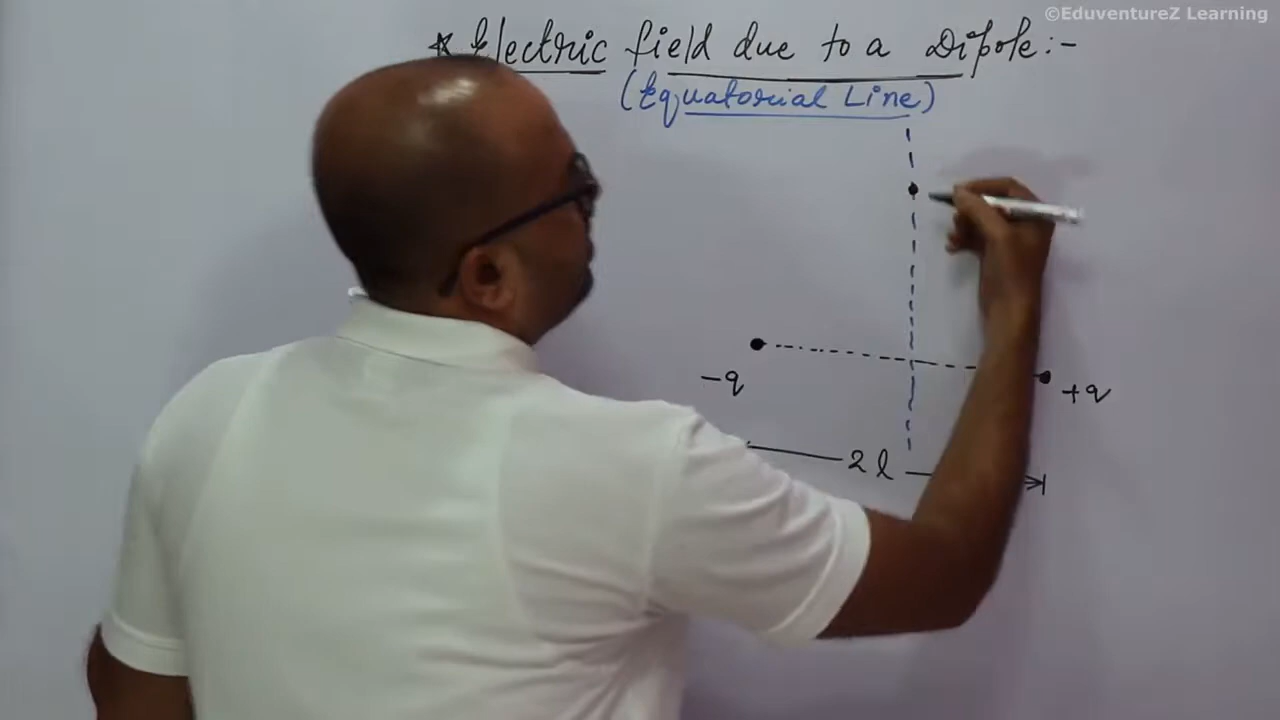 ©EduventureZ Learning
* Electric field due to a Dipole:-
(Equatorial Line)
-q
+q
2l